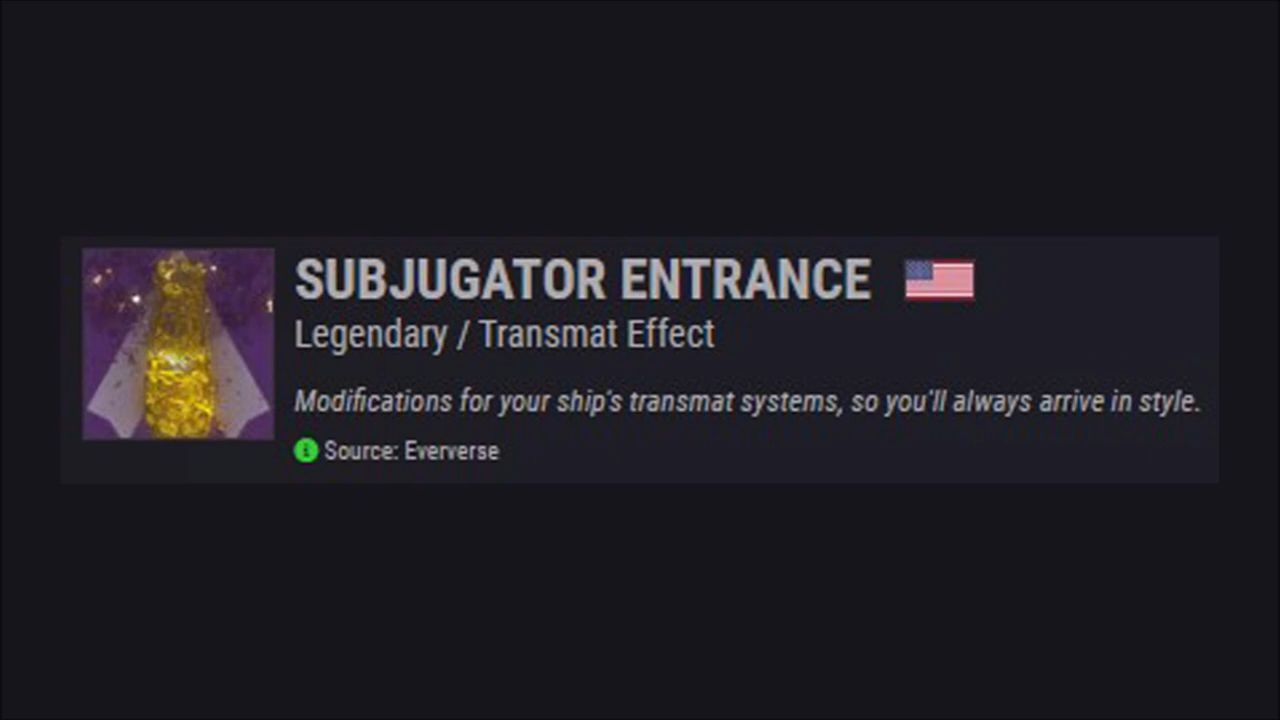 SUBJUGATOR ENTRANCE
Legendary / Transmat Effect
Modifications for your ship's transmat systems, so you'll always arrive in style.
Source: Eververse